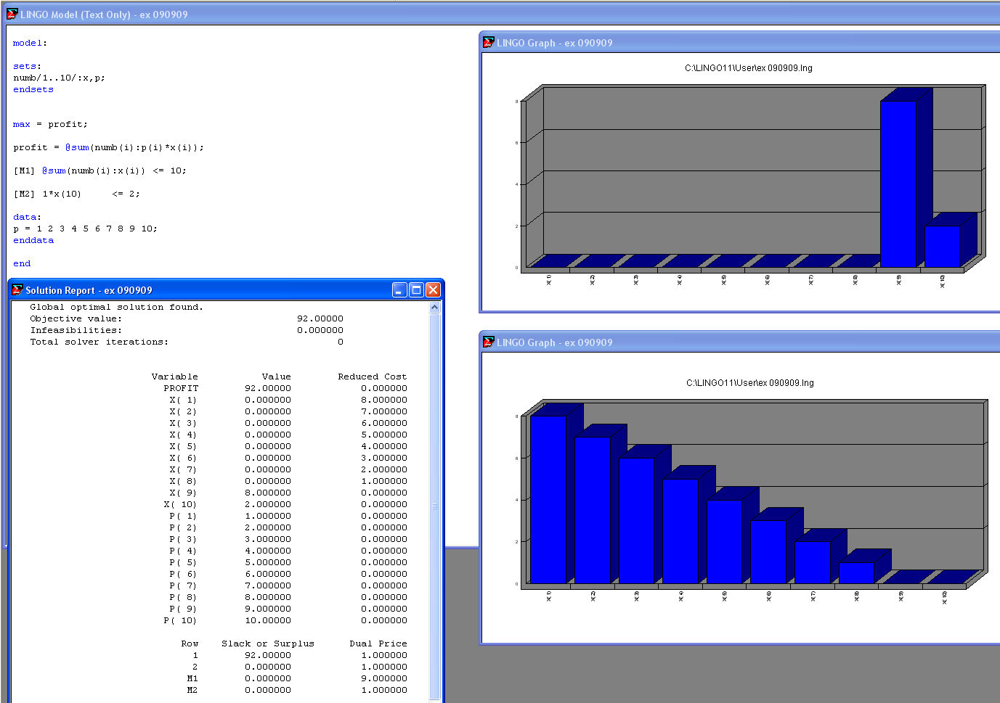 LINGO Model (Text Only) - ex 090909
model:
sets:
numb/1..10/:x,p;
endsets
max = profit;
profit = @sum(numb(i):p(i)*x(i));
[M1] @sum(numb(i):x(i)) <= 10;
[M2] 1*x(10) <= 2;
data:
p = 1 2 3 4 5 6 7 8 9 10;
enddata
end
Solution Report - ex 090909
Global optimal solution found.
Objective value: 92.00000
Infeasibilities: 0.000000
Total solver iterations: 0
Variable Value Reduced Cost
PROFIT 92.00000 0.000000
X( 1) 0.000000 8.000000
X( 2) 0.000000 7.000000
X( 3) 0.000000 6.000000
X( 4) 0.000000 5.000000
X( 5) 0.000000 4.000000
X( 6) 0.000000 3.000000
X( 7) 0.000000 2.000000
X( 8) 0.000000 1.000000
X( 9) 8.000000 0.000000
X( 10) 2.000000 0.000000
P( 1) 1.000000 0.000000
P( 2) 2.000000 0.000000
P( 3) 3.000000 0.000000
P( 4) 4.000000 0.000000
P( 5) 5.000000 0.000000
P( 6) 6.000000 0.000000
P( 7) 7.000000 0.000000
P( 8) 8.000000 0.000000
P( 9) 9.000000 0.000000
P( 10) 10.00000 0.000000
Row Slack or Surplus Dual Price
1 92.00000 1.000000
2 0.000000 1.000000
M1 0.000000 9.000000
M2 0.000000 1.000000
LINGO Graph - ex 090909
C:\LINGO11\User\ex 090909.lng
8
6
4
2
0
X( 1) X( 2) X( 3) X( 4) X( 5) X( 6) X( 7) X( 8) X( 9) X( 10)
LINGO Graph - ex 090909
C:\LINGO11\User\ex 090909.lng
8
6
4
2
0
X( 1) X( 2) X( 3) X( 4) X( 5) X( 6) X( 7) X( 8) X( 9) X( 10)